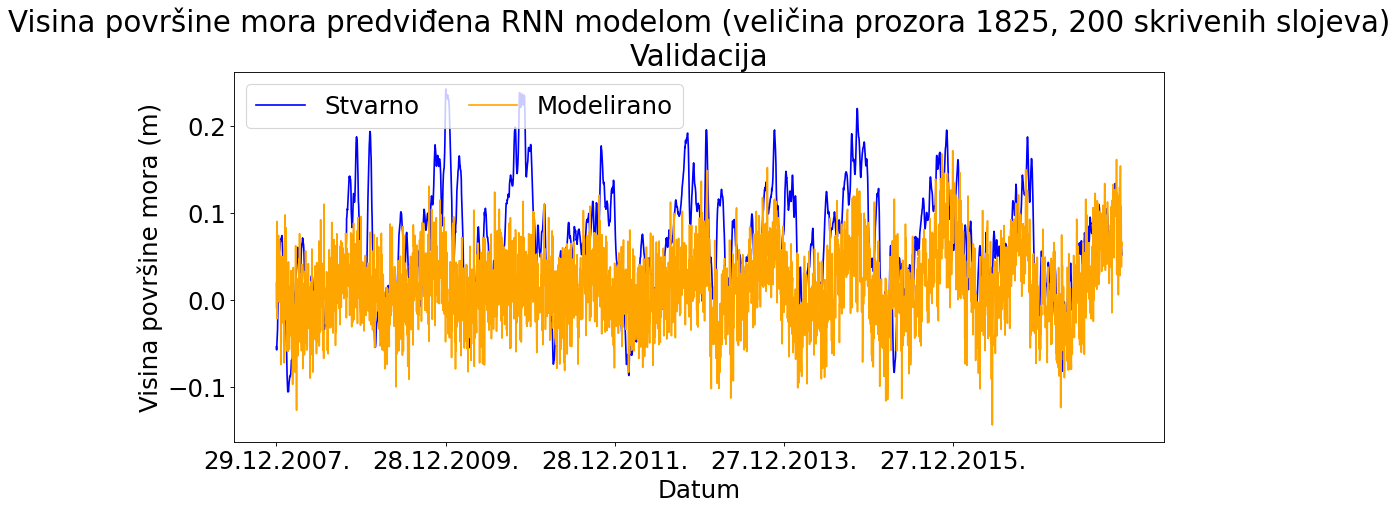 Visina površine mora predviđena RNN modelom (veličina prozora 1825, 200 skrivenih slojeva)
Validacija
Stvarno Modelirano
Visina površine mora (m)
0.2
0.1
0.0
−0.1
29.12.2007. 28.12.2009. 28.12.2011. 27.12.2013. 27.12.2015.
Datum